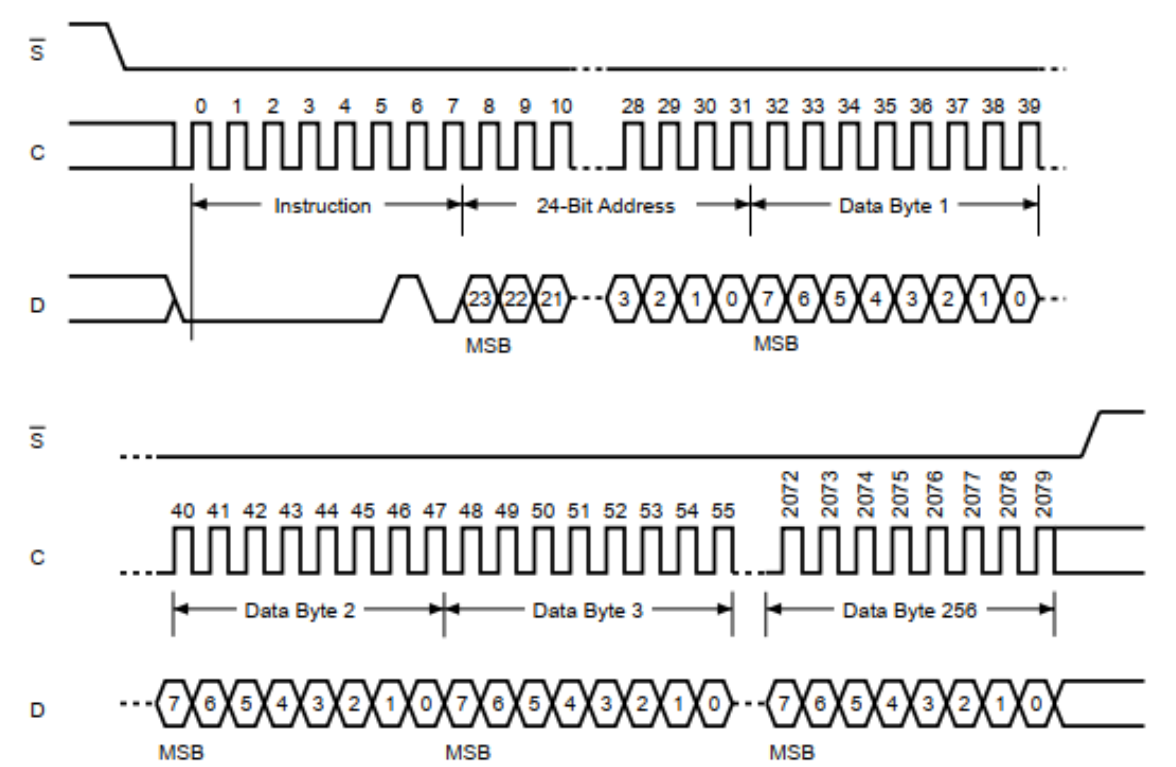 S̅
0 1 2 3 4 5 6 7 8 9 10 28 29 30 31 32 33 34 35 36 37 38 39
C
Instruction 24-Bit Address Data Byte 1
D
23 22 21 3 2 1 0 7 6 5 4 3 2 1 0
MSB MSB
S̅
40 41 42 43 44 45 46 47 48 49 50 51 52 53 54 55 2072 2073 2074 2075 2076 2077 2078 2079
C
Data Byte 2 Data Byte 3 Data Byte 256
D
7 6 5 4 3 2 1 0 7 6 5 4 3 2 1 0 7 6 5 4 3 2 1 0
MSB MSB MSB